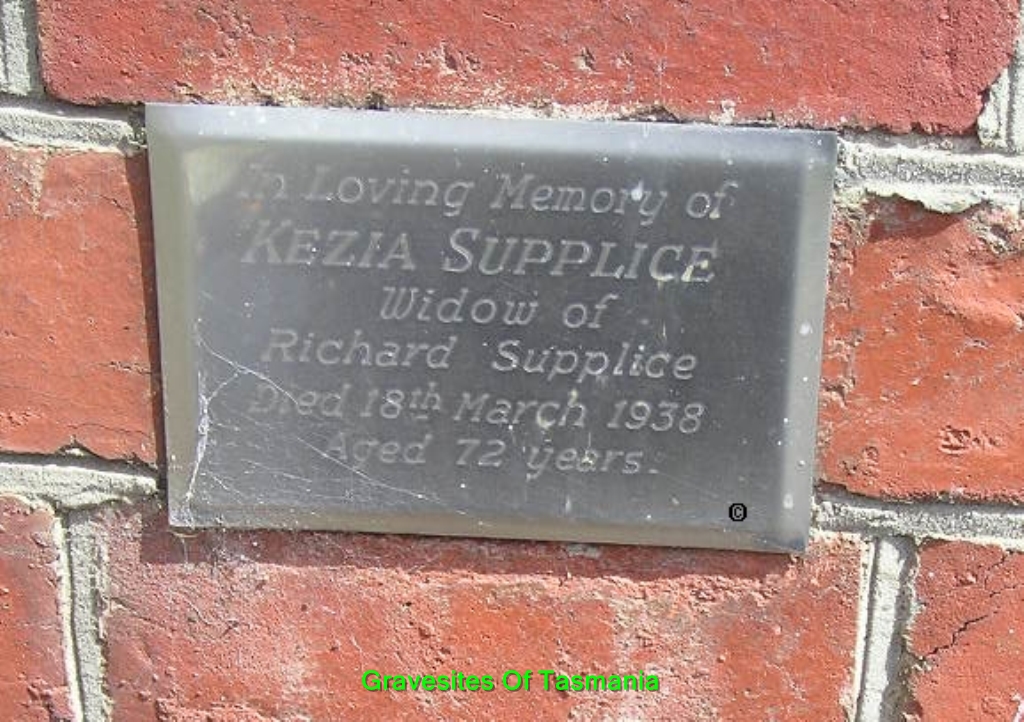 In Loving Memory of
KEZIA SUPPLICE
Widow of
Richard Supplice
Died 18th March 1938
Aged 72 years.
©
Gravesites Of Tasmania